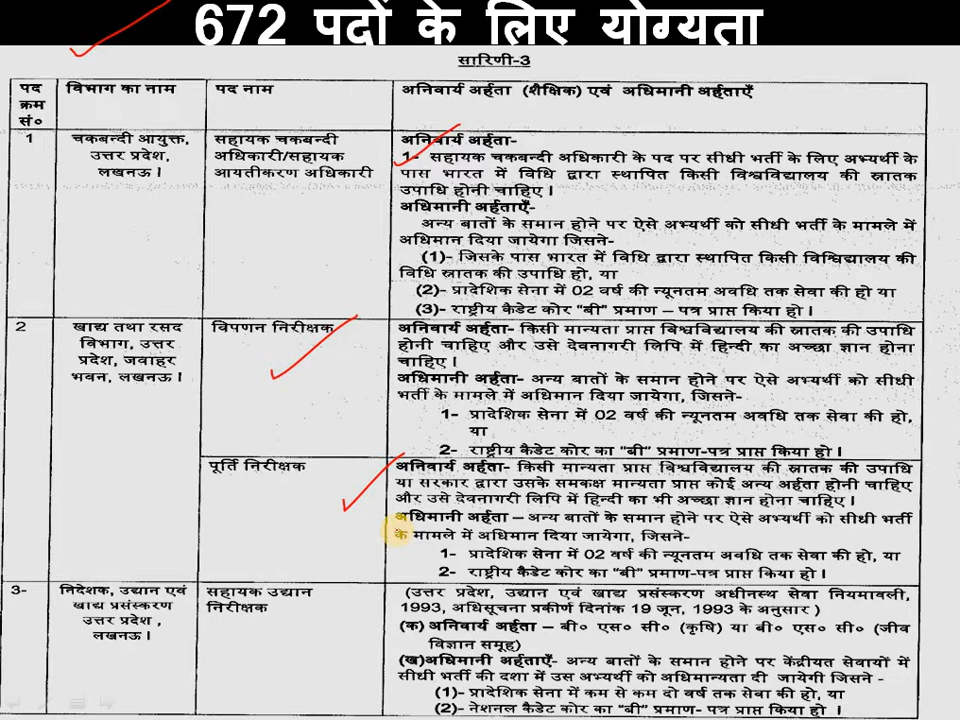 672 पदों के लिए योग्यता
सारिणी-3
पद क्रम सं०
विभाग का नाम
पद नाम
अनिवार्य अर्हता (शैक्षिक) एवं अधिमानी अर्हताएँ
1
चकबन्दी आयुक्त,
उत्तर प्रदेश,
लखनऊ।
सहायक चकबन्दी
अधिकारी/सहायक
आयतीकरण अधिकारी
अनिवार्य अर्हता-
1- सहायक चकबन्दी अधिकारी के पद पर सीधी भर्ती के लिए अभ्यर्थी के
पास भारत में विधि द्वारा स्थापित किसी विश्वविद्यालय की स्नातक
उपाधि होनी चाहिए।
अधिमानी अर्हताएँ-
अन्य बातों के समान होने पर ऐसे अभ्यर्थी को सीधी भर्ती के मामले में
अधिमान दिया जायेगा जिसने-
(1)- जिसके पास भारत में विधि द्वारा स्थापित किसी विश्विद्यालय की
विधि स्नातक की उपाधि हो, या
(2)- प्रादेशिक सेना में 02 वर्ष की न्यूनतम अवधि तक सेवा की हो या
(3)- राष्ट्रीय कैडेट कोर "बी" प्रमाण – पत्र प्राप्त किया हो।
2
खाद्य तथा रसद
विभाग, उत्तर
प्रदेश, जवाहर
भवन, लखनऊ।
विपणन निरीक्षक
अनिवार्य अर्हता- किसी मान्यता प्राप्त विश्वविद्यालय की स्नातक की उपाधि
होनी चाहिए और उसे देवनागरी लिपि में हिन्दी का अच्छा ज्ञान होना
चाहिए।
अधिमानी अर्हता- अन्य बातों के समान होने पर ऐसे अभ्यर्थी को सीधी
भर्ती के मामले में अधिमान दिया जायेगा, जिसने-
1- प्रादेशिक सेना में 02 वर्ष की न्यूनतम अवधि तक सेवा की हो,
या
2- राष्ट्रीय कैडेट कोर का "बी" प्रमाण-पत्र प्राप्त किया हो।
पूर्ति निरीक्षक
अनिवार्य अर्हता- किसी मान्यता प्राप्त विश्वविद्यालय की स्नातक की उपाधि
या सरकार द्वारा उसके समकक्ष मान्यता प्राप्त कोई अन्य अर्हता होनी चाहिए
और उसे देवनागरी लिपि में हिन्दी का भी अच्छा ज्ञान होना चाहिए।
अधिमानी अर्हता – अन्य बातों के समान होने पर ऐसे अभ्यर्थी को सीधी भर्ती
के मामले में अधिमान दिया जायेगा, जिसने-
1- प्रादेशिक सेना में 02 वर्ष की न्यूनतम अवधि तक सेवा की हो, या
2- राष्ट्रीय कैडेट कोर का "बी" प्रमाण-पत्र प्राप्त किया हो।
3-
निदेशक, उद्यान एवं
खाद्य प्रसंस्करण
उत्तर प्रदेश,
लखनऊ।
सहायक उद्यान
निरीक्षक
(उत्तर प्रदेश, उद्यान एवं खाद्य प्रसंस्करण अधीनस्थ सेवा नियमावली,
1993, अधिसूचना प्रकीर्ण दिनांक 19 जून, 1993 के अनुसार)
(क) अनिवार्य अर्हता – बी० एस० सी० (कृषि) या बी० एस० सी० (जीव
विज्ञान समूह)
(ख)अधिमानी अर्हताएँ- अन्य बातों के समान होने पर केंद्रीयत सेवायों में
सीधी भर्ती की दशा में उस अभ्यर्थी को अधिमान्यता दी जायेगी जिसने -
(1)- प्रादेशिक सेना में कम से कम दो वर्ष तक सेवा की हो, या
(2)- नेशनल कैडेट कोर का "बी" प्रमाण- पत्र प्राप्त किया हो।